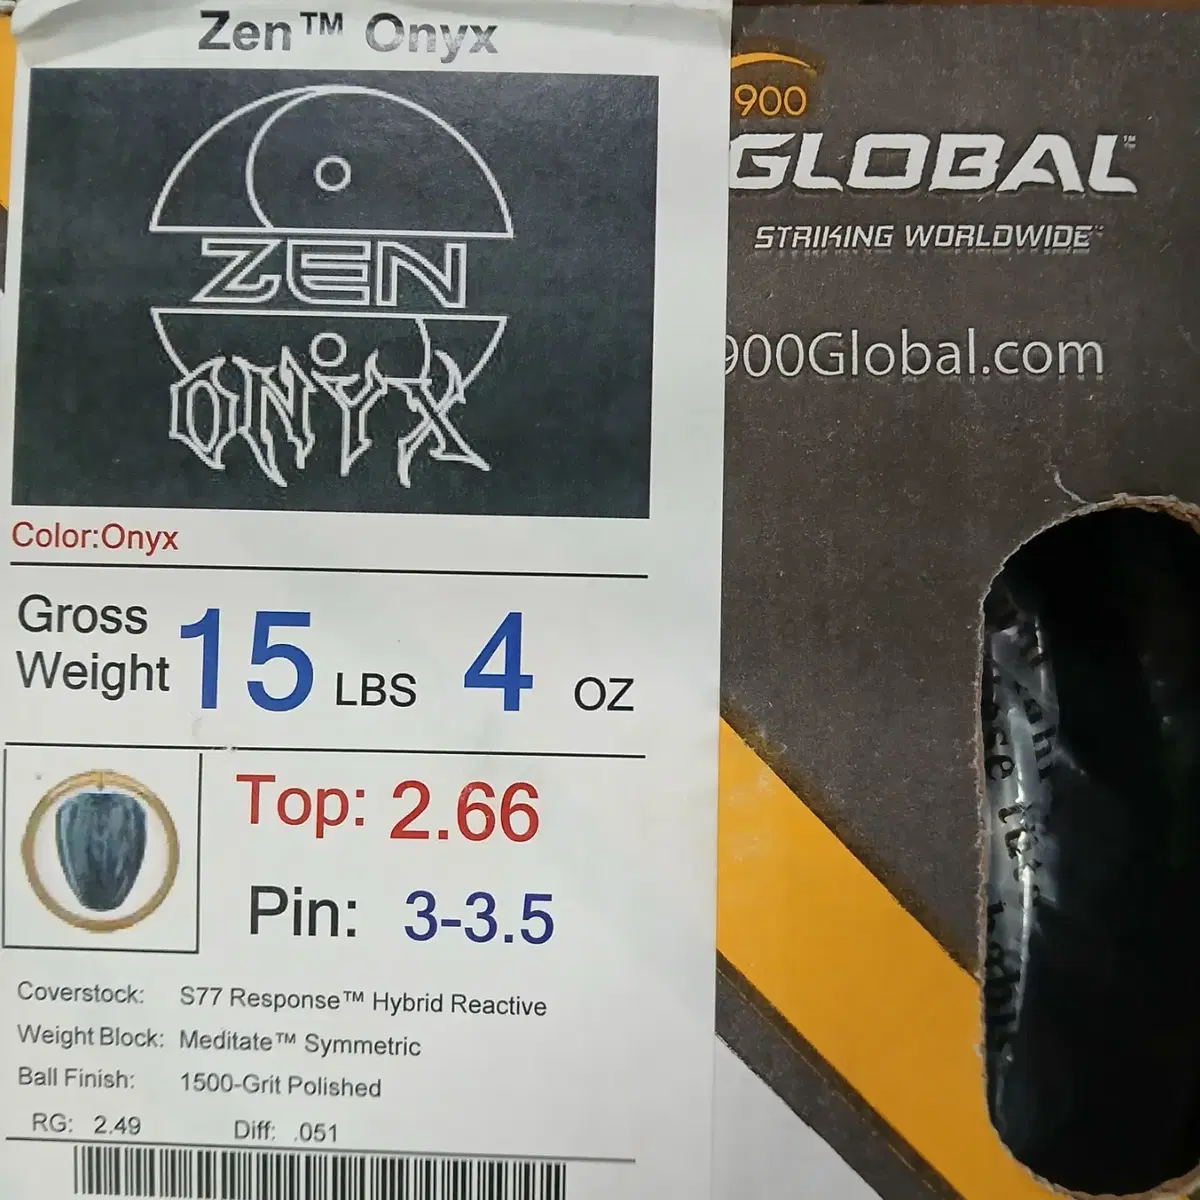 Zen™ Onyx
ZEN
ONYX
Color:Onyx
Gross Weight 15 LBS 4 OZ
Top: 2.66
Pin: 3-3.5
Coverstock: S77 Response™ Hybrid Reactive
Weight Block: Meditate™ Symmetric
Ball Finish: 1500-Grit Polished
RG: 2.49 Diff: .051
900
GLOBAL™
STRIKING WORLDWIDE™
900Global.com